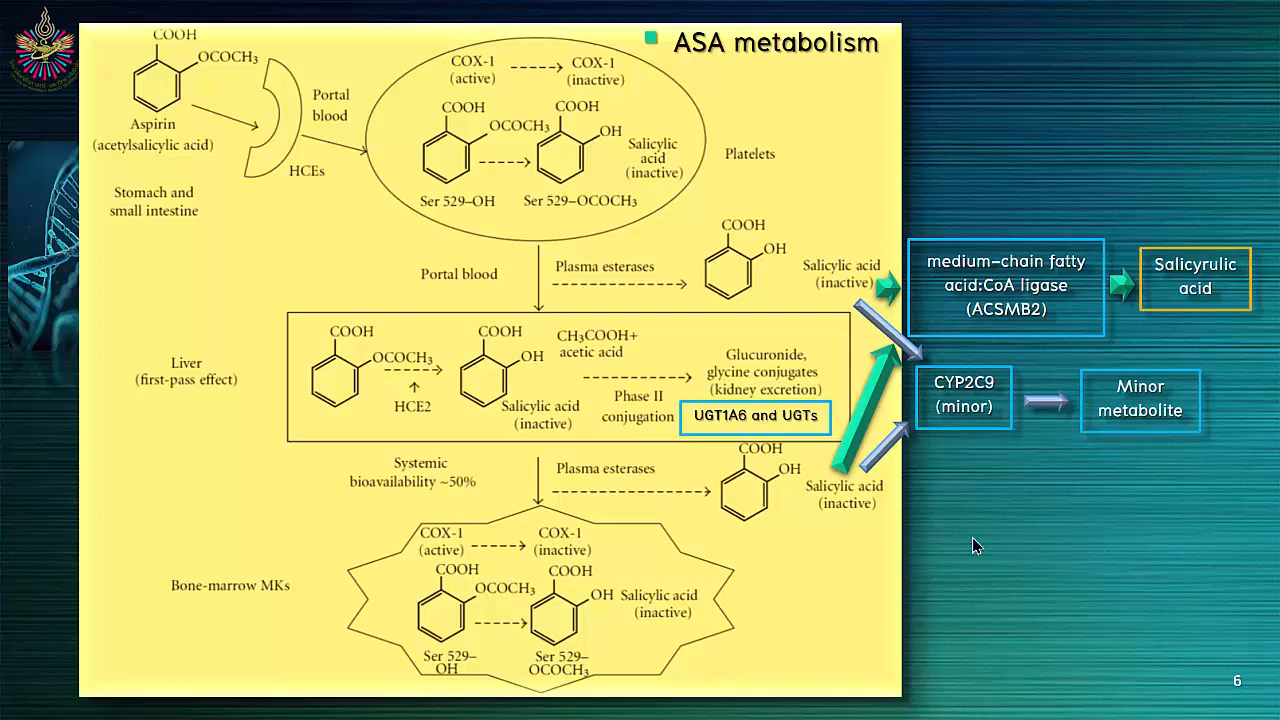 ASA metabolism
COOH
OCOCH3
Aspirin
(acetylsalicylic acid)
Stomach and
small intestine
Portal
blood
HCEs
COX-1
(active)
COX-1
(inactive)
COOH
OCOCH3
COOH
OH
Salicylic
acid
(inactive)
Ser 529–OH
Ser 529–OCOCH3
Platelets
Portal blood
Plasma esterases
COOH
OH
Salicylic acid
(inactive)
medium-chain fatty
acid:CoA ligase
(ACSMB2)
Salicyrulic
acid
Liver
(first-pass effect)
COOH
OCOCH3
HCE2
COOH
OH
Salicylic acid
(inactive)
CH3COOH+
acetic acid
Phase II
conjugation
Glucuronide,
glycine conjugates
(kidney excretion)
UGT1A6 and UGTs
CYP2C9
(minor)
Minor
metabolite
Systemic
bioavailability ~50%
Plasma esterases
COOH
OH
Salicylic acid
(inactive)
Bone-marrow MKs
COX-1
(active)
COX-1
(inactive)
COOH
OCOCH3
COOH
OH
Salicylic acid
(inactive)
Ser 529–
OH
Ser 529–
OCOCH3
6